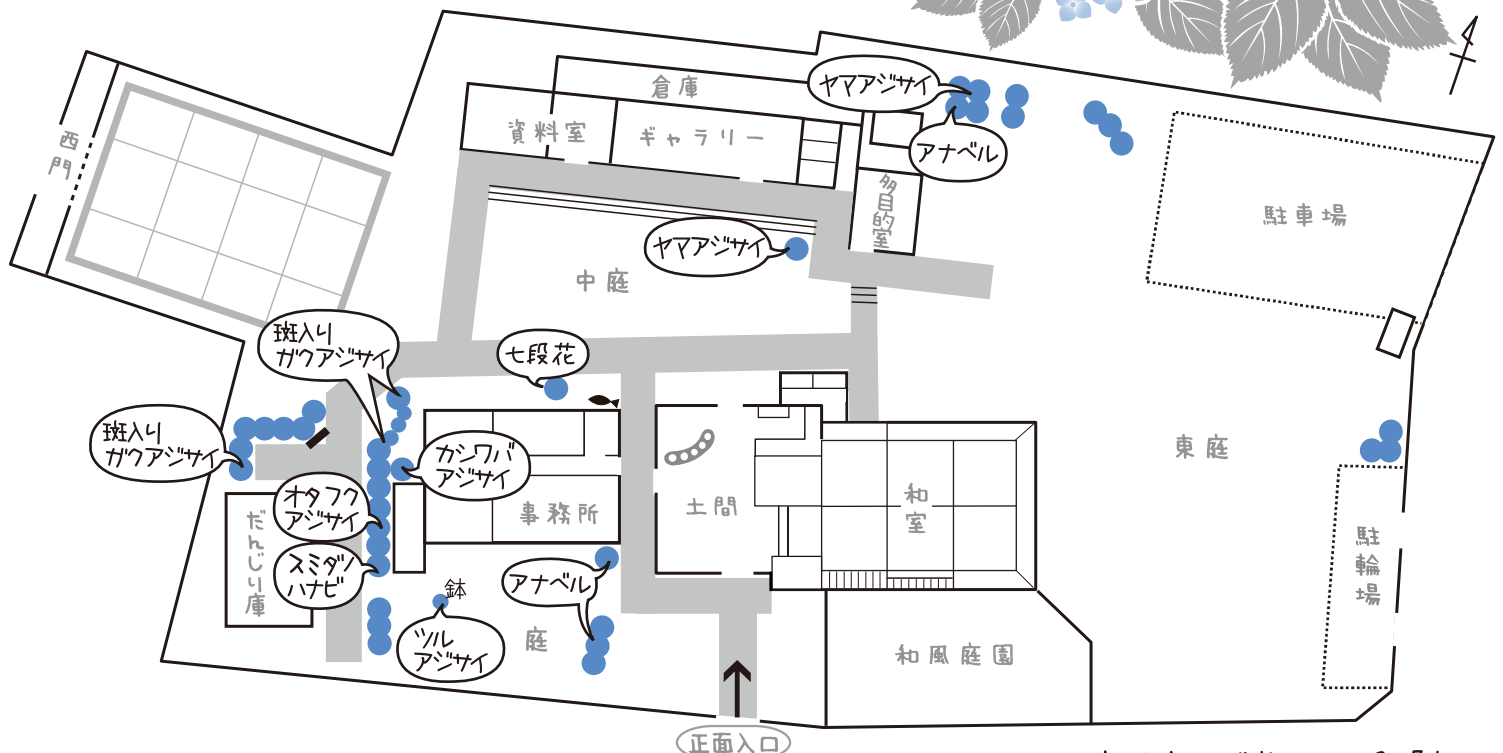 倉庫
ヤマアジサイ
資料室
ギャラリー
アナベル
西門
多目的室
駐車場
ヤマアジサイ
中庭
斑入り
ガクアジサイ
七段花
斑入り
ガクアジサイ
カシワバ
アジサイ
東庭
オタフク
アジサイ
事務所
土間
和室
だんじり庫
スミダノ
ハナビ
アナベル
駐輪場
鉢
ツル
アジサイ
庭
和風庭園
正面入口